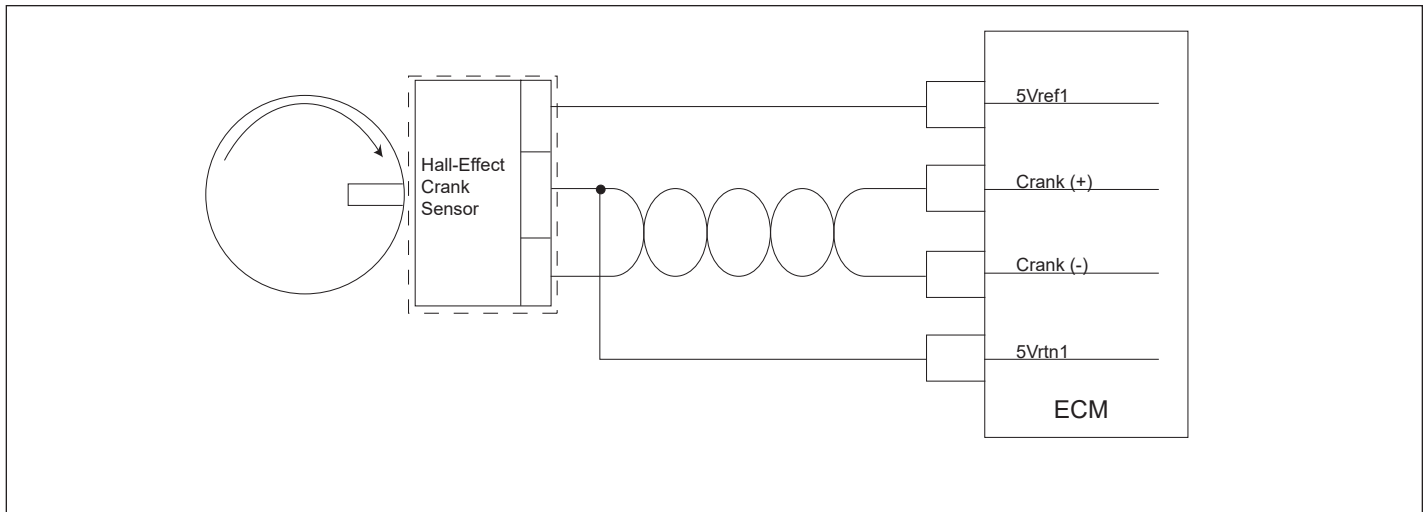 Hall-Effect
Crank
Sensor
5Vref1
Crank (+)
Crank (-)
5Vrtn1
ECM